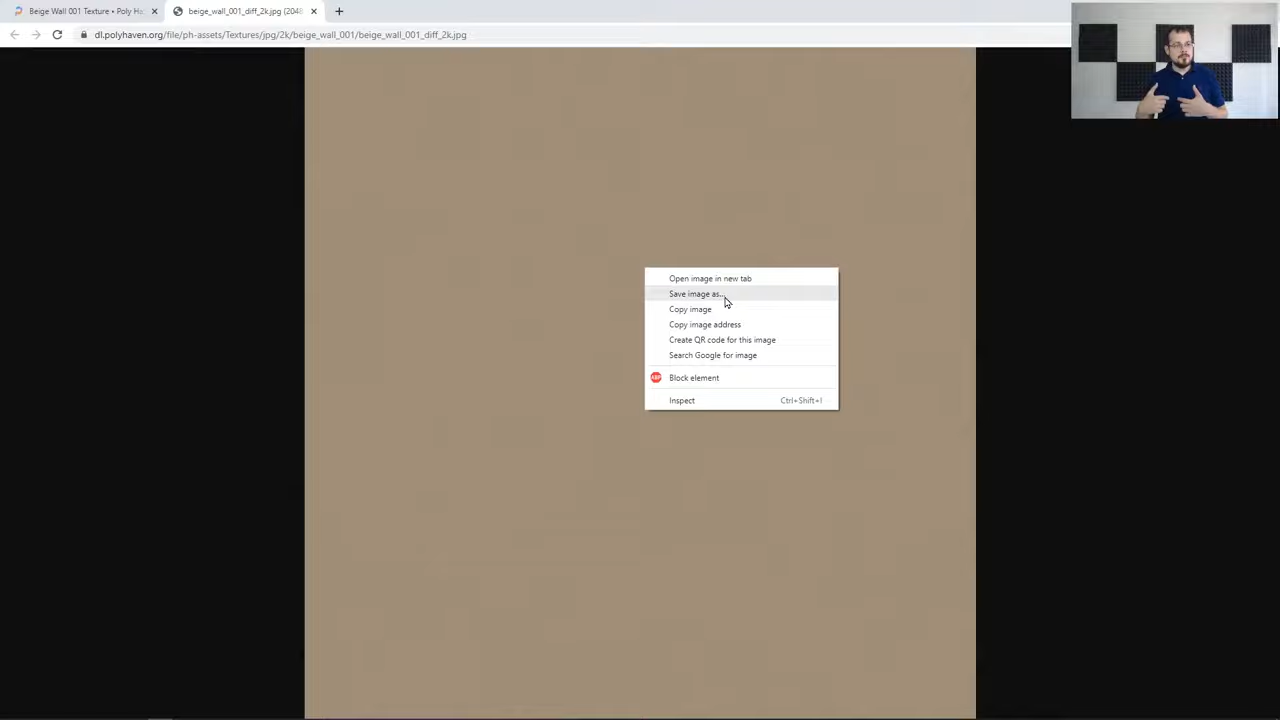 Beige Wall 001 Texture • Poly Ha
beige_wall_001_diff_2k.jpg (2048
dl.polyhaven.org/file/ph-assets/Textures/jpg/2k/beige_wall_001/beige_wall_001_diff_2k.jpg
Open image in new tab
Save image as...
Copy image
Copy image address
Create QR code for this image
Search Google for image
ABP Block element
Inspect Ctrl+Shift+I